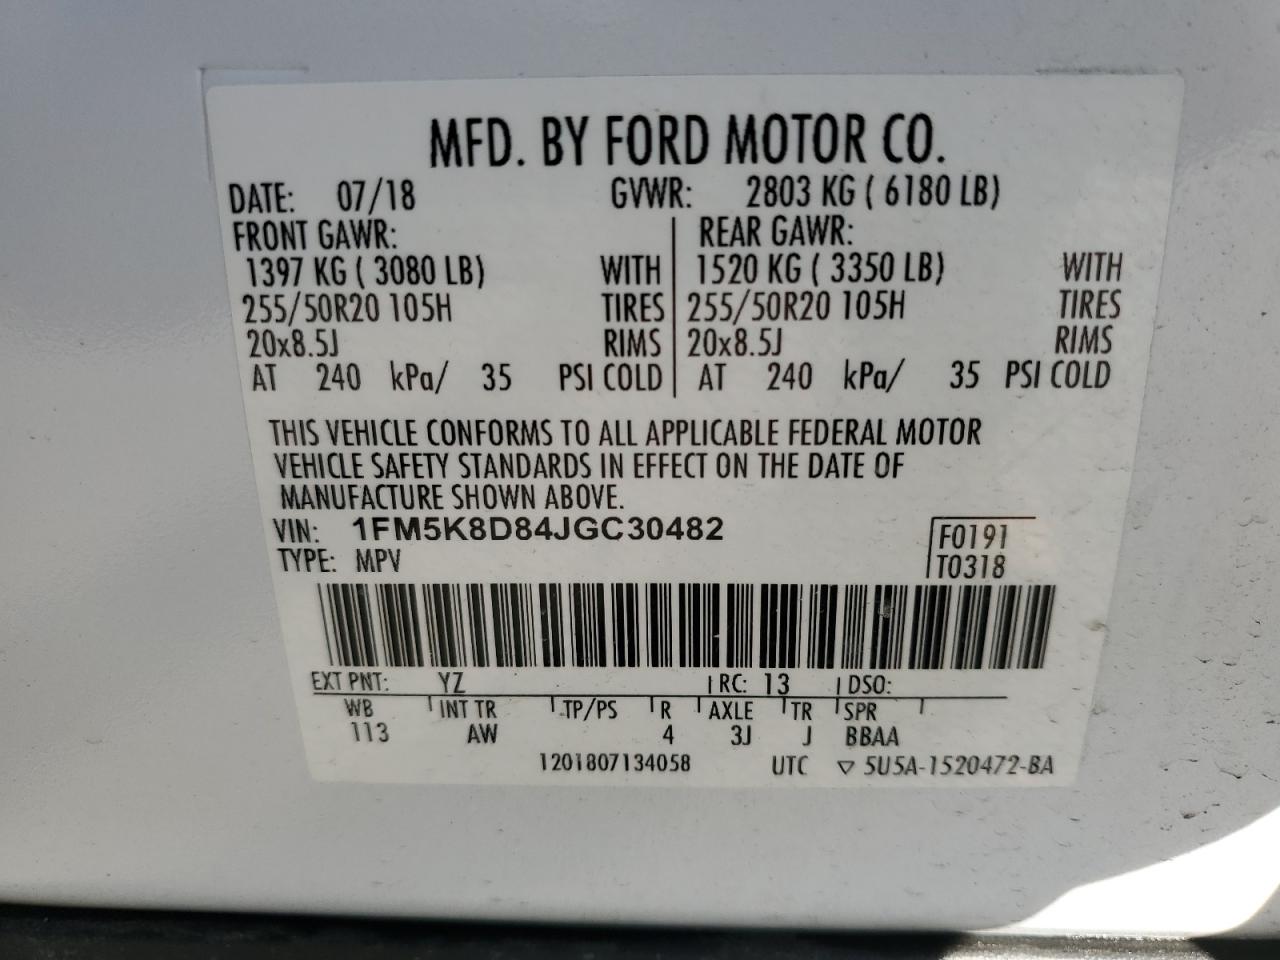 MFD. BY FORD MOTOR CO.
DATE: 07/18 GVWR: 2803 KG ( 6180 LB)
FRONT GAWR: REAR GAWR:
1397 KG ( 3080 LB) WITH 1520 KG ( 3350 LB) WITH
255/50R20 105H TIRES 255/50R20 105H TIRES
20x8.5J RIMS 20x8.5J RIMS
AT 240 kPa/ 35 PSI COLD AT 240 kPa/ 35 PSI COLD
THIS VEHICLE CONFORMS TO ALL APPLICABLE FEDERAL MOTOR
VEHICLE SAFETY STANDARDS IN EFFECT ON THE DATE OF
MANUFACTURE SHOWN ABOVE.
VIN: 1FM5K8D84JGC30482 F0191
TYPE: MPV T0318
EXT PNT: YZ RC: 13 DSO:
WB INT TR TP/PS R AXLE TR SPR
113 AW 4 3J J BBAA
1201807134058 UTC ▽ 5U5A-1520472-BA